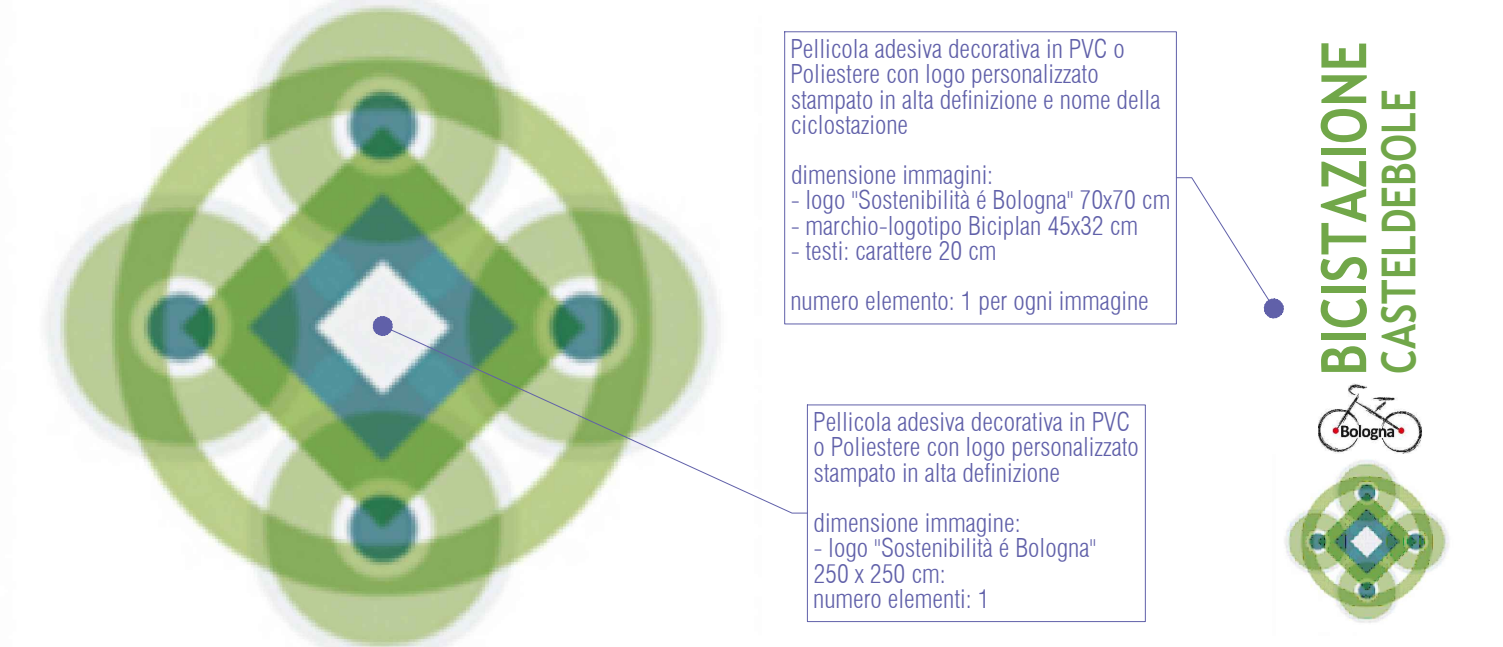 Pellicola adesiva decorativa in PVC o
Poliestere con logo personalizzato
stampato in alta definizione e nome della
ciclostazione
dimensione immagini:
- logo "Sostenibilità é Bologna" 70x70 cm
- marchio-logotipo Biciplan 45x32 cm
- testi: carattere 20 cm
numero elemento: 1 per ogni immagine
Pellicola adesiva decorativa in PVC
o Poliestere con logo personalizzato
stampato in alta definizione
dimensione immagine:
- logo "Sostenibilità é Bologna"
250 x 250 cm:
numero elementi: 1
BICISTAZIONE
CASTELDEBOLE
Bologna